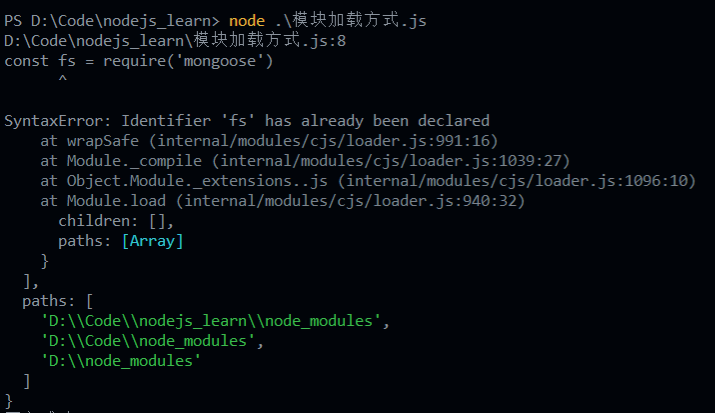 PS D:\Code\nodejs_learn> node .\模块加载方式.js
D:\Code\nodejs_learn\模块加载方式.js:8
const fs = require('mongoose')
      ^
SyntaxError: Identifier 'fs' has already been declared
    at wrapSafe (internal/modules/cjs/loader.js:991:16)
    at Module._compile (internal/modules/cjs/loader.js:1039:27)
    at Object.Module._extensions..js (internal/modules/cjs/loader.js:1096:10)
    at Module.load (internal/modules/cjs/loader.js:940:32)
      children: [],
      paths: [Array]
    }
  ],
  paths: [
    'D:\\Code\\nodejs_learn\\node_modules',
    'D:\\Code\\node_modules',
    'D:\\node_modules'
  ]
}